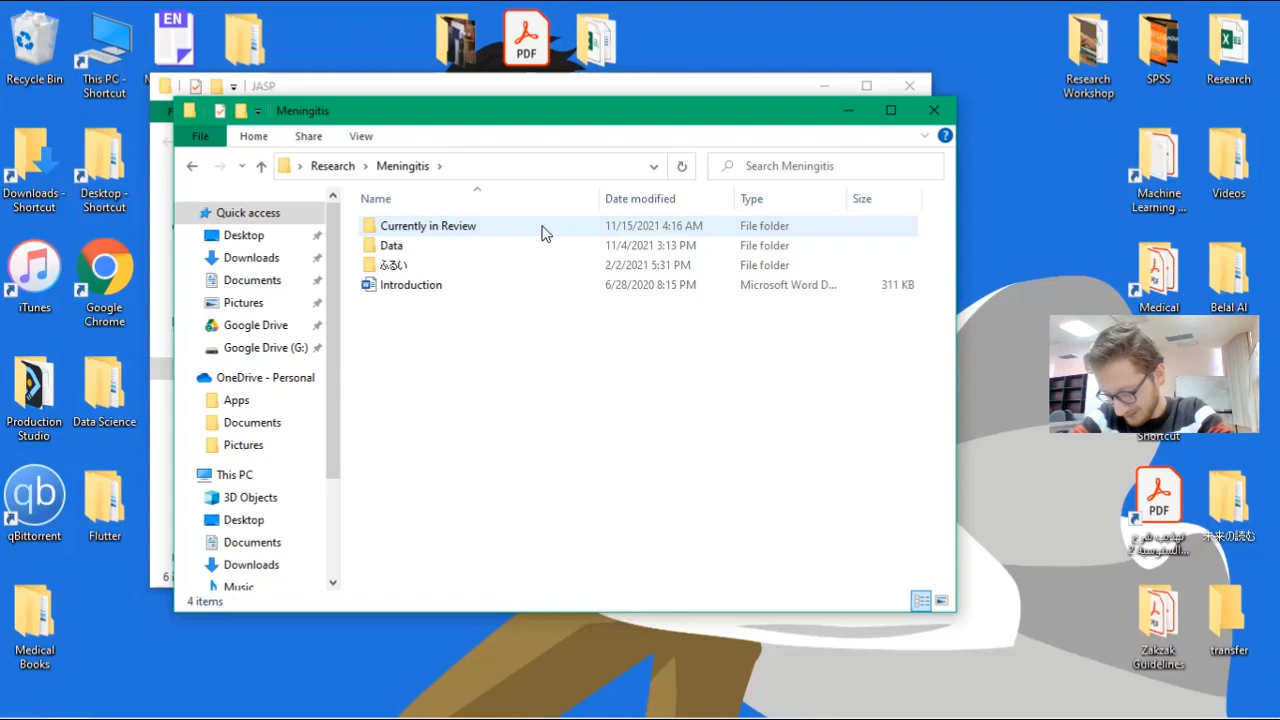 EN
PDF
Recycle Bin
This PC -
Shortcut
Research
Workshop
SPSS
Research
JASP
Meningitis
File
Home
Share
View
Research
Meningitis
Search Meningitis
Name
Date modified
Type
Size
Quick access
Desktop
Downloads
Documents
Pictures
Google Drive
Google Drive (G:)
OneDrive - Personal
Apps
Documents
Pictures
This PC
3D Objects
Desktop
Documents
Downloads
Music
Currently in Review 11/15/2021 4:16 AM File folder
Data 11/4/2021 3:13 PM File folder
ふるい 2/2/2021 5:31 PM File folder
Introduction 6/28/2020 8:15 PM Microsoft Word D... 311 KB
4 items
Downloads -
Shortcut
Desktop -
Shortcut
Machine
Learning ...
Videos
iTunes
Google
Chrome
Medical
Belal AI
Production
Studio
Data Science
Shortcut
qb
qBittorrent
Flutter
PDF
未来の読む
Medical
Books
Zakzak
Guidelines
transfer